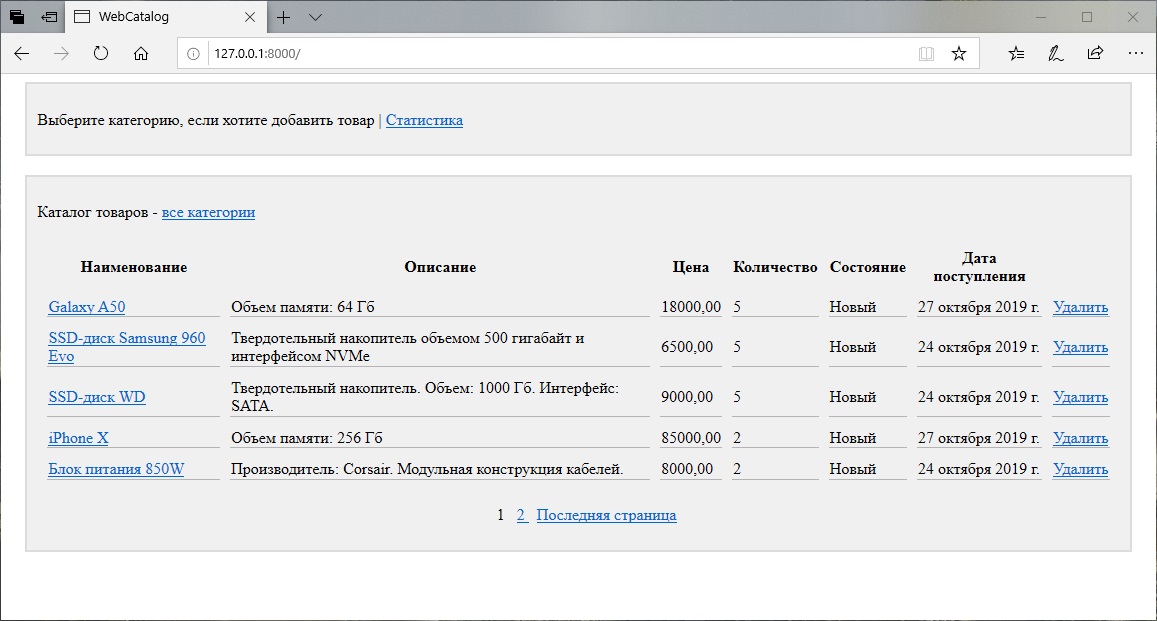 WebCatalog
127.0.0.1:8000/
Выберите категорию, если хотите добавить товар | Статистика
Каталог товаров - все категории
Наименование Описание Цена Количество Состояние Дата
поступления
Galaxy A50 Объем памяти: 64 Гб 18000,00 5 Новый 27 октября 2019 г. Удалить
SSD-диск Samsung 960 Твердотельный накопитель объемом 500 гигабайт и
Evo интерфейсом NVMe 6500,00 5 Новый 24 октября 2019 г. Удалить
SSD-диск WD Твердотельный накопитель. Объем: 1000 Гб. Интерфейс:
SATA. 9000,00 5 Новый 24 октября 2019 г. Удалить
iPhone X Объем памяти: 256 Гб 85000,00 2 Новый 27 октября 2019 г. Удалить
Блок питания 850W Производитель: Corsair. Модульная конструкция кабелей. 8000,00 2 Новый 24 октября 2019 г. Удалить
1 2 Последняя страница